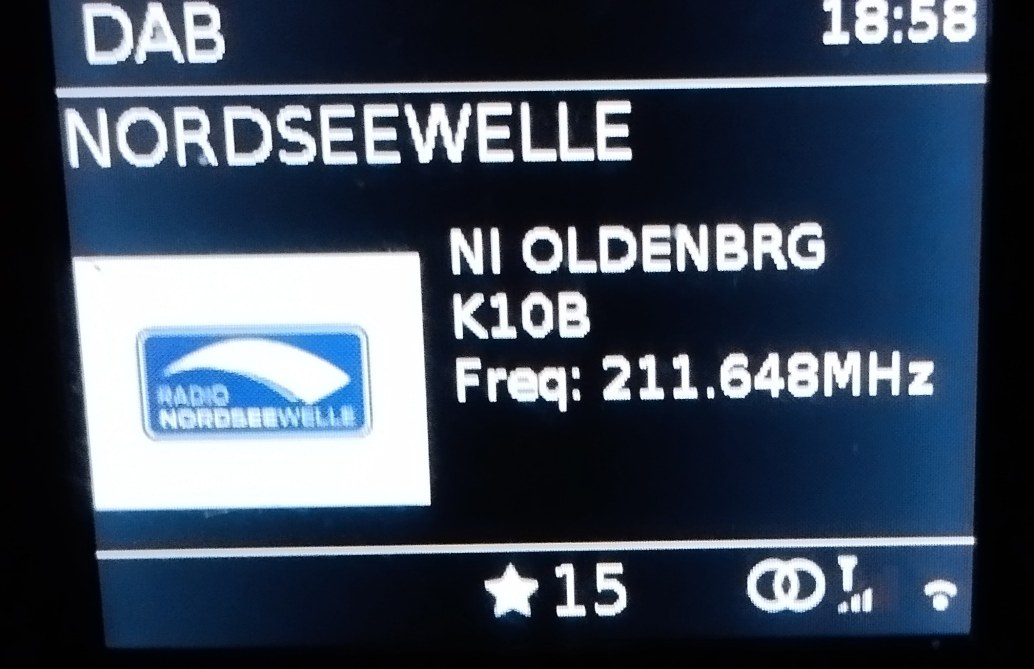 DAB 18:58
NORDSEEWELLE
NI OLDENBRG
K10B
Freq: 211.648MHz
RADIO
NORDSEEWELLE
15